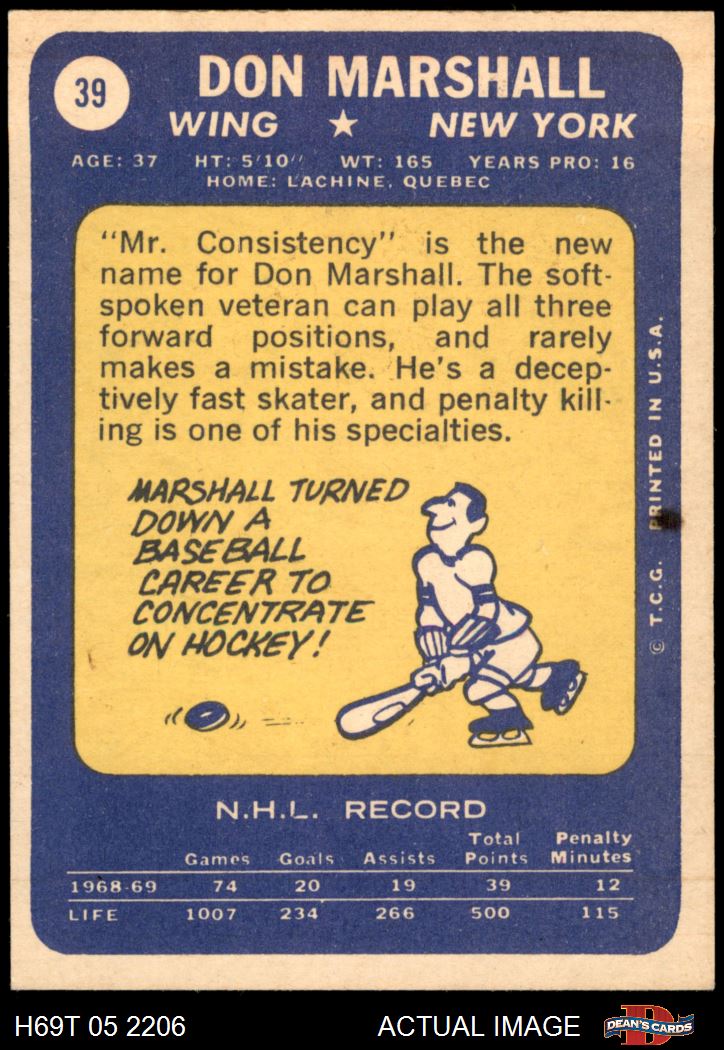 39
DON MARSHALL
WING ★ NEW YORK
AGE: 37 HT: 5'10" WT: 165 YEARS PRO: 16
HOME: LACHINE, QUEBEC
"Mr. Consistency" is the new
name for Don Marshall. The soft-
spoken veteran can play all three
forward positions, and rarely
makes a mistake. He's a decep-
tively fast skater, and penalty kill-
ing is one of his specialties.
MARSHALL TURNED
DOWN A
BASEBALL
CAREER TO
CONCENTRATE
ON HOCKEY!
© T.C.G. PRINTED IN U.S.A.
N.H.L. RECORD
Games Goals Assists Total Points Penalty Minutes
1968-69 74 20 19 39 12
LIFE 1007 234 266 500 115
H69T 05 2206 ACTUAL IMAGE D DEAN'S CARDS